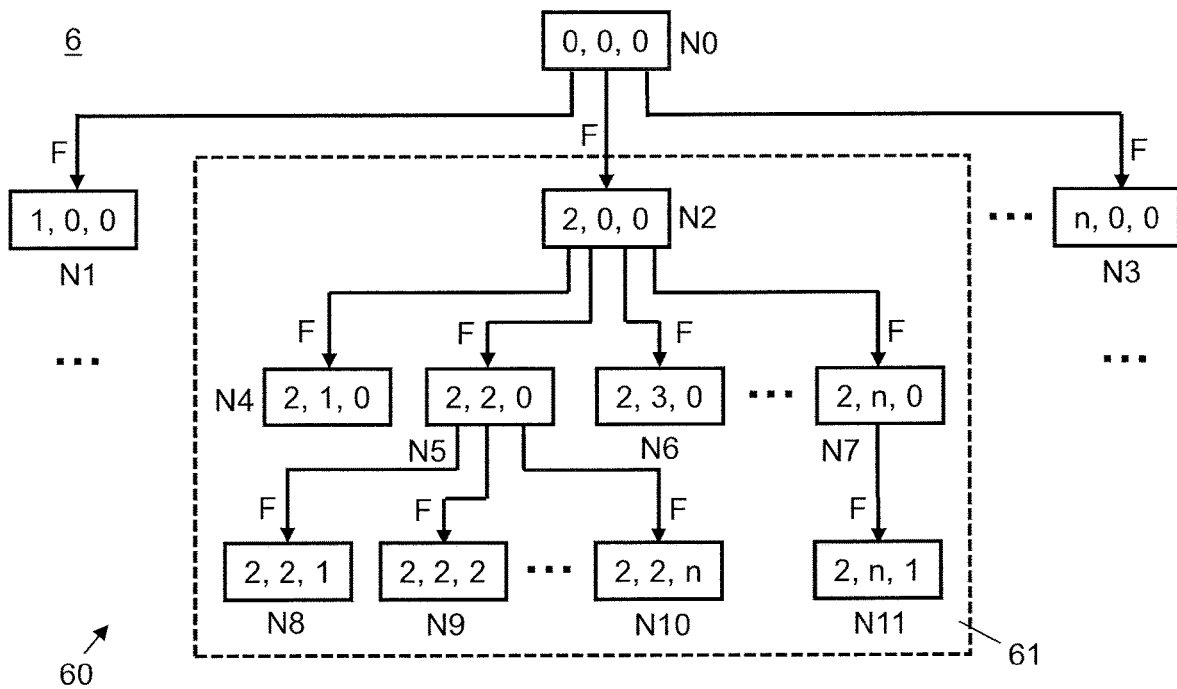 6
0, 0, 0 N0
F F F
1, 0, 0 2, 0, 0 N2 ... n, 0, 0
N1 N3
... ...
F F F F
N4 2, 1, 0 2, 2, 0 2, 3, 0 ... 2, n, 0
N5 N6 N7
F F F F
2, 2, 1 2, 2, 2 ... 2, 2, n 2, n, 1
N8 N9 N10 N11
60 61